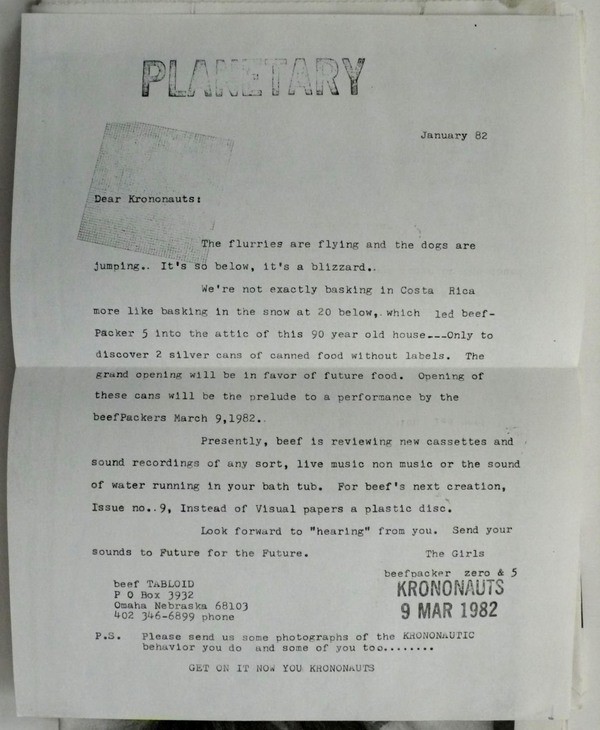 PLANETARY
January 82
Dear Krononauts:
The flurries are flying and the dogs are
jumping.. It's so below, it's a blizzard..
We're not exactly basking in Costa Rica
more like basking in the snow at 20 below,.which led beef-
Packer 5 into the attic of this 90 year old house---Only to
discover 2 silver cans of canned food without labels. The
grand opening will be in favor of future food. Opening of
these cans will be the prelude to a performance by the
beefPackers March 9,1982..
Presently, beef is reviewing new cassettes and
sound recordings of any sort, live music non music or the sound
of water running in your bath tub. For beef's next creation,
Issue no..9, Instead of Visual papers a plastic disc.
Look forward to "hearing" from you. Send your
sounds to Future for the Future. The Girls
beefpacker zero & 5
beef TABLOID
P O Box 3932
Omaha Nebraska 68103
402 346-6899 phone
KRONONAUTS
9 MAR 1982
P.S. Please send us some photographs of the KRONONAUTIC
behavior you do and some of you too........
GET ON IT NOW YOU KRONONAUTS